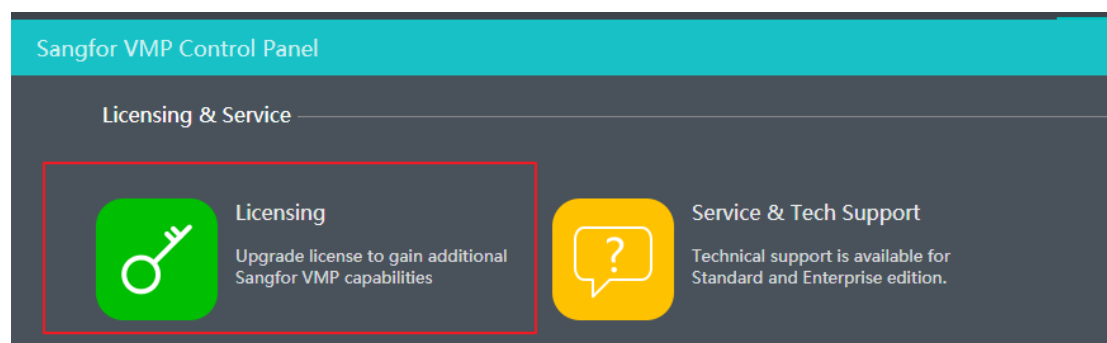 Sangfor VMP Control Panel
Licensing & Service
Licensing
Upgrade license to gain additional
Sangfor VMP capabilities
?
Service & Tech Support
Technical support is available for
Standard and Enterprise edition.